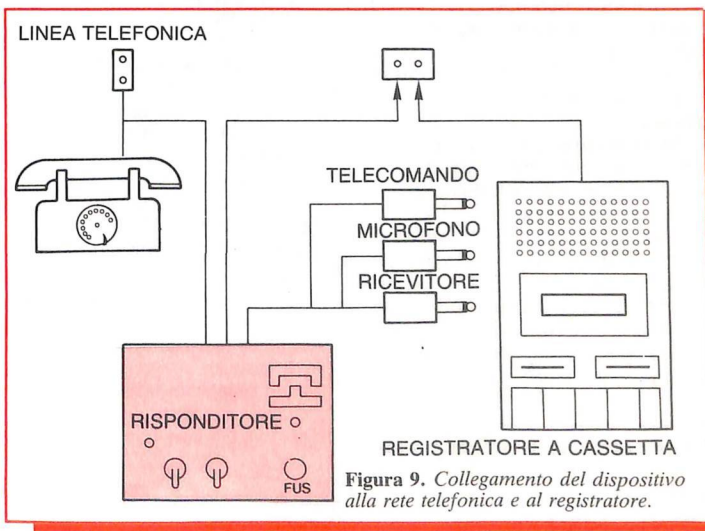 LINEA TELEFONICA
TELECOMANDO
MICROFONO
RICEVITORE
RISPONDITORE
FUS
REGISTRATORE A CASSETTA
Figura 9. Collegamento del dispositivo
alla rete telefonica e al registratore.